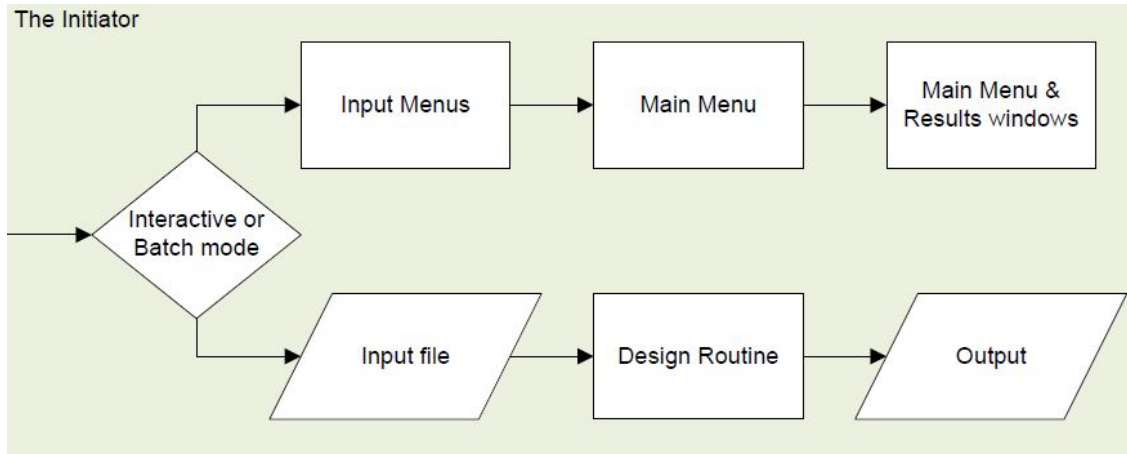 The Initiator
Input Menus
Main Menu
Main Menu &
Results windows
Interactive or
Batch mode
Input file
Design Routine
Output